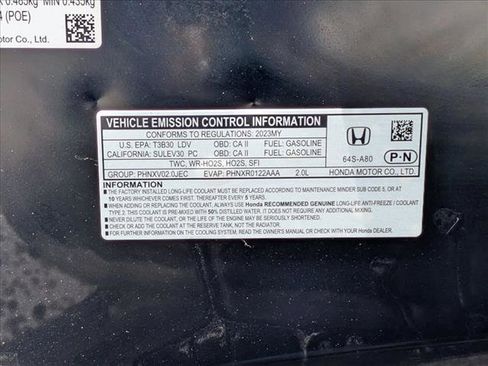 0.465kg MIN 0.435kg
4 (POE)
Motor Co., Ltd.
VEHICLE EMISSION CONTROL INFORMATION
CONFORMS TO REGULATIONS: 2023MY
U.S. EPA: T3B30 LDV OBD: CA II FUEL: GASOLINE
CALIFORNIA: SULEV30 PC OBD: CA II FUEL: GASOLINE
TWC, WR-HO2S, HO2S, SFI
GROUP: PHNXV02.0JEC EVAP: PHNXR0122AAA 2.0L
HONDA
64S-A80
P-N
HONDA MOTOR CO., LTD.
INFORMATION
■ THE FACTORY INSTALLED LONG-LIFE COOLANT MUST BE REPLACED ACCORDING TO MAINTENANCE MINDER SUB CODE 5, OR AT
10 YEARS WHICHEVER COMES FIRST, THEREAFTER EVERY 5 YEARS.
■ WHEN ADDING OR REPLACING THE COOLANT, ALWAYS USE Honda RECOMMENDED GENUINE LONG-LIFE ANTI-FREEZE / COOLANT
TYPE 2. THIS COOLANT IS PRE-MIXED WITH 50% DISTILLED WATER. IT DOES NOT REQUIRE ANY ADDITIONAL MIXING.
■ NEVER ADD WATER OR ALCOHOL, OR THE LIFE OF THE ENGINE MAY BE SERIOUSLY SHORTENED.
■ CHECK OR ADD THE COOLANT AT THE RESERVE TANK, NOT THE RADIATOR.
■ FOR FURTHER INFORMATION ON THE COOLING SYSTEM, READ THE OWNER'S MANUAL OR CHECK WITH YOUR Honda DEALER.